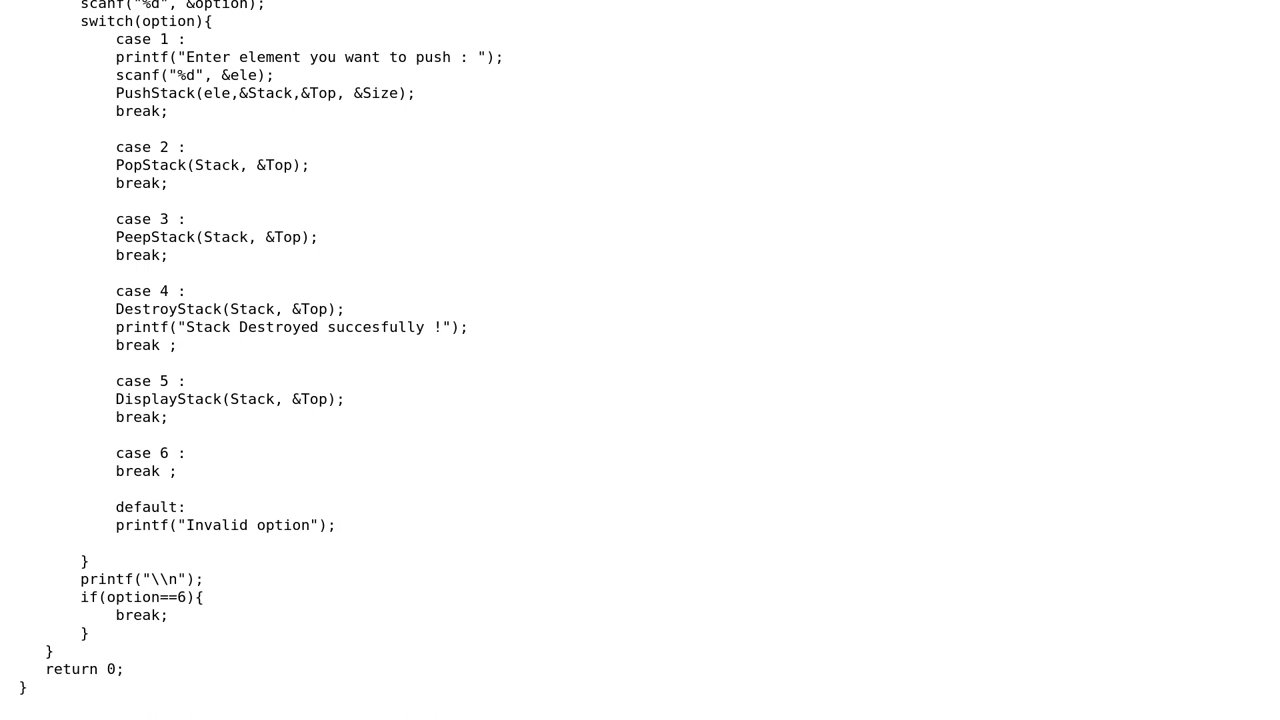 scanf("%d", &option);
switch(option){
case 1 :
printf("Enter element you want to push : ");
scanf("%d", &ele);
PushStack(ele,&Stack,&Top, &Size);
break;
case 2 :
PopStack(Stack, &Top);
break;
case 3 :
PeepStack(Stack, &Top);
break;
case 4 :
DestroyStack(Stack, &Top);
printf("Stack Destroyed succesfully !");
break ;
case 5 :
DisplayStack(Stack, &Top);
break;
case 6 :
break ;
default:
printf("Invalid option");
}
printf("\\n");
if(option==6){
break;
}
}
return 0;
}